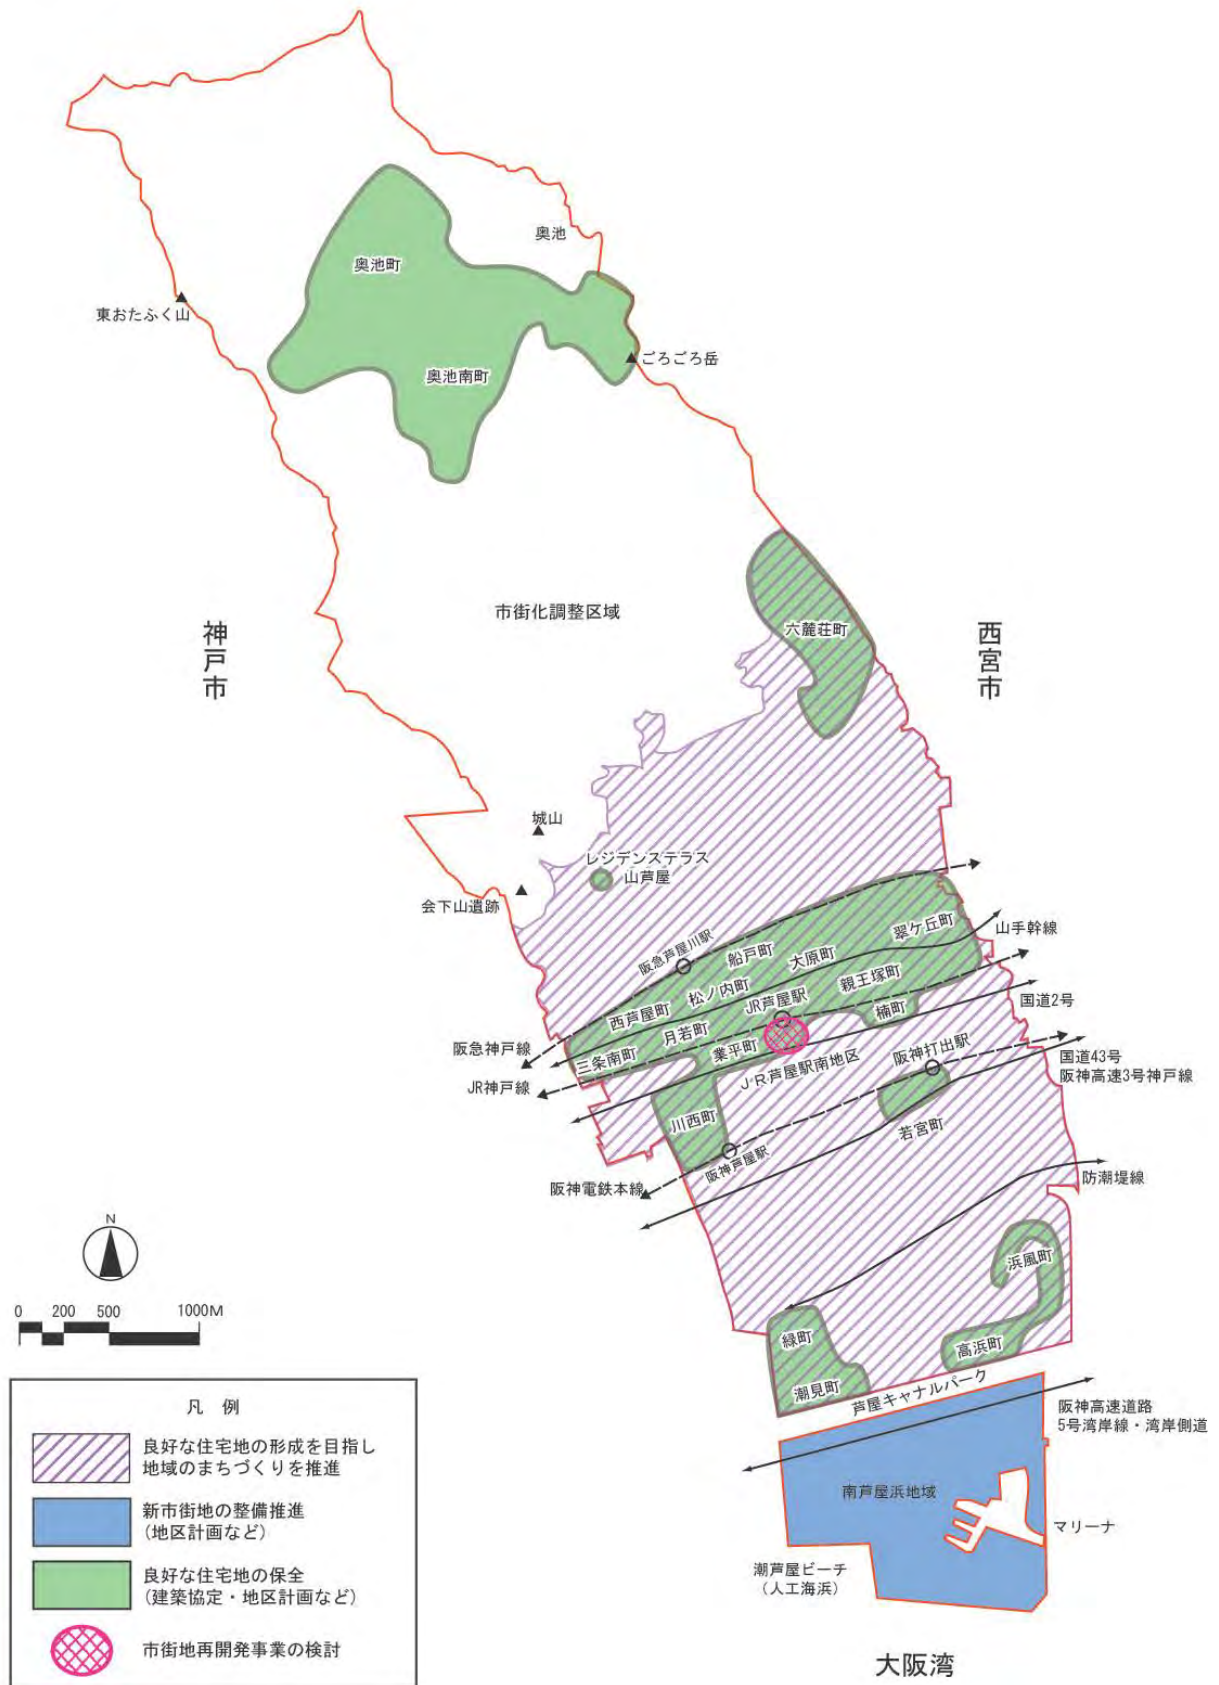 奥池
奥池町
東おたふく山
ごろごろ岳
奥池南町
市街化調整区域
六麓荘町
神戸市
西宮市
城山
レジデンステラス
山芦屋
会下山遺跡
翠ケ丘町
山手幹線
阪急芦屋川駅
船戸町
大原町
松ノ内町
親王塚町
西芦屋町
JR芦屋駅
楠町
国道2号
月若町
三条南町
業平町
阪急神戸線
JR神戸線
JR芦屋駅南地区
阪神打出駅
国道43号
阪神高速3号神戸線
川西町
若宮町
阪神芦屋駅
阪神電鉄本線
防潮堤線
N
浜風町
0 200 500 1000M
緑町
高浜町
潮見町
芦屋キャナルパーク
阪神高速道路
5号湾岸線・湾岸側道
南芦屋浜地域
マリーナ
潮芦屋ビーチ
(人工海浜)
大阪湾
凡 例
良好な住宅地の形成を目指し
地域のまちづくりを推進
新市街地の整備推進
(地区計画など)
良好な住宅地の保全
(建築協定・地区計画など)
市街地再開発事業の検討